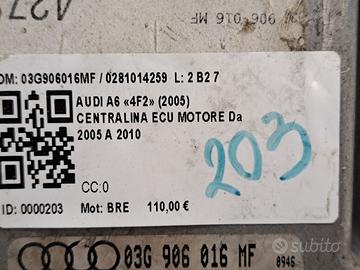 906 016 MF
OM: 03G906016MF / 0281014259 L: 2 B2 7
AUDI A6 «4F2» (2005)
CENTRALINA ECU MOTORE Da
2005 A 2010
203
CC:0
ID: 0000203 Mot: BRE 110,00 €
03G 906 016 MF
0946
subito